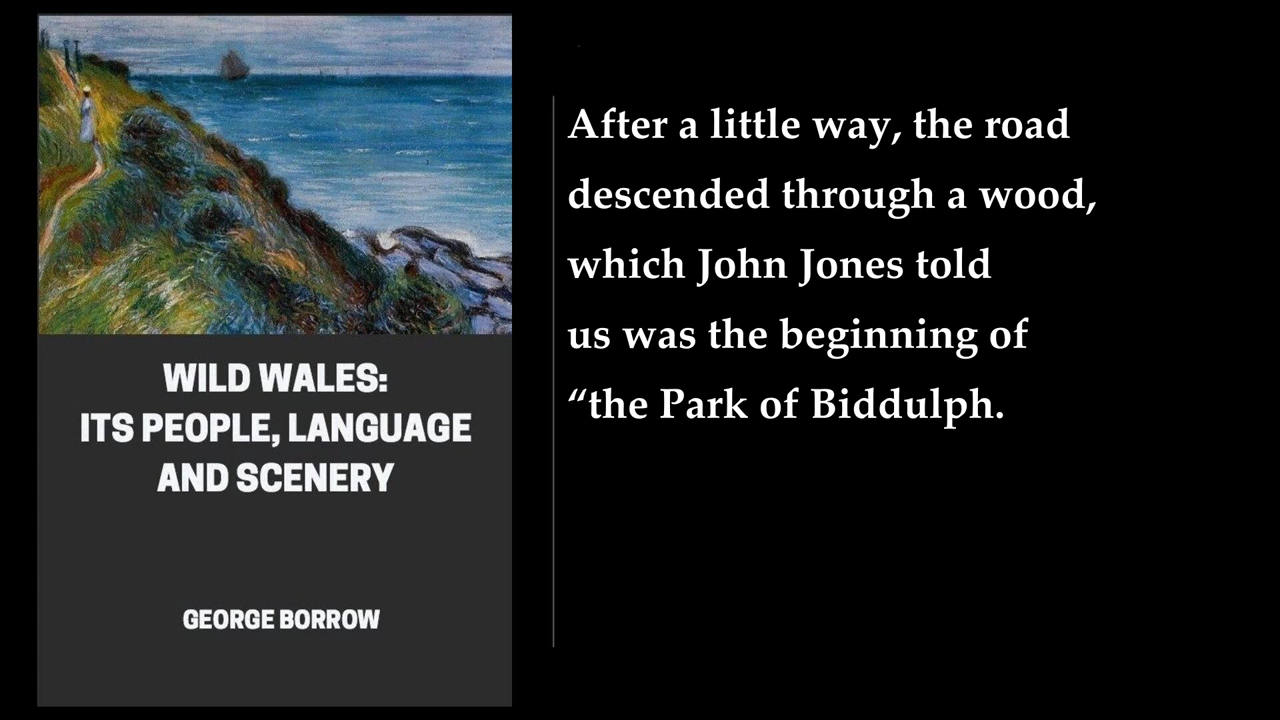 WILD WALES:
ITS PEOPLE, LANGUAGE
AND SCENERY
GEORGE BORROW
After a little way, the road
descended through a wood,
which John Jones told
us was the beginning of
“the Park of Biddulph.